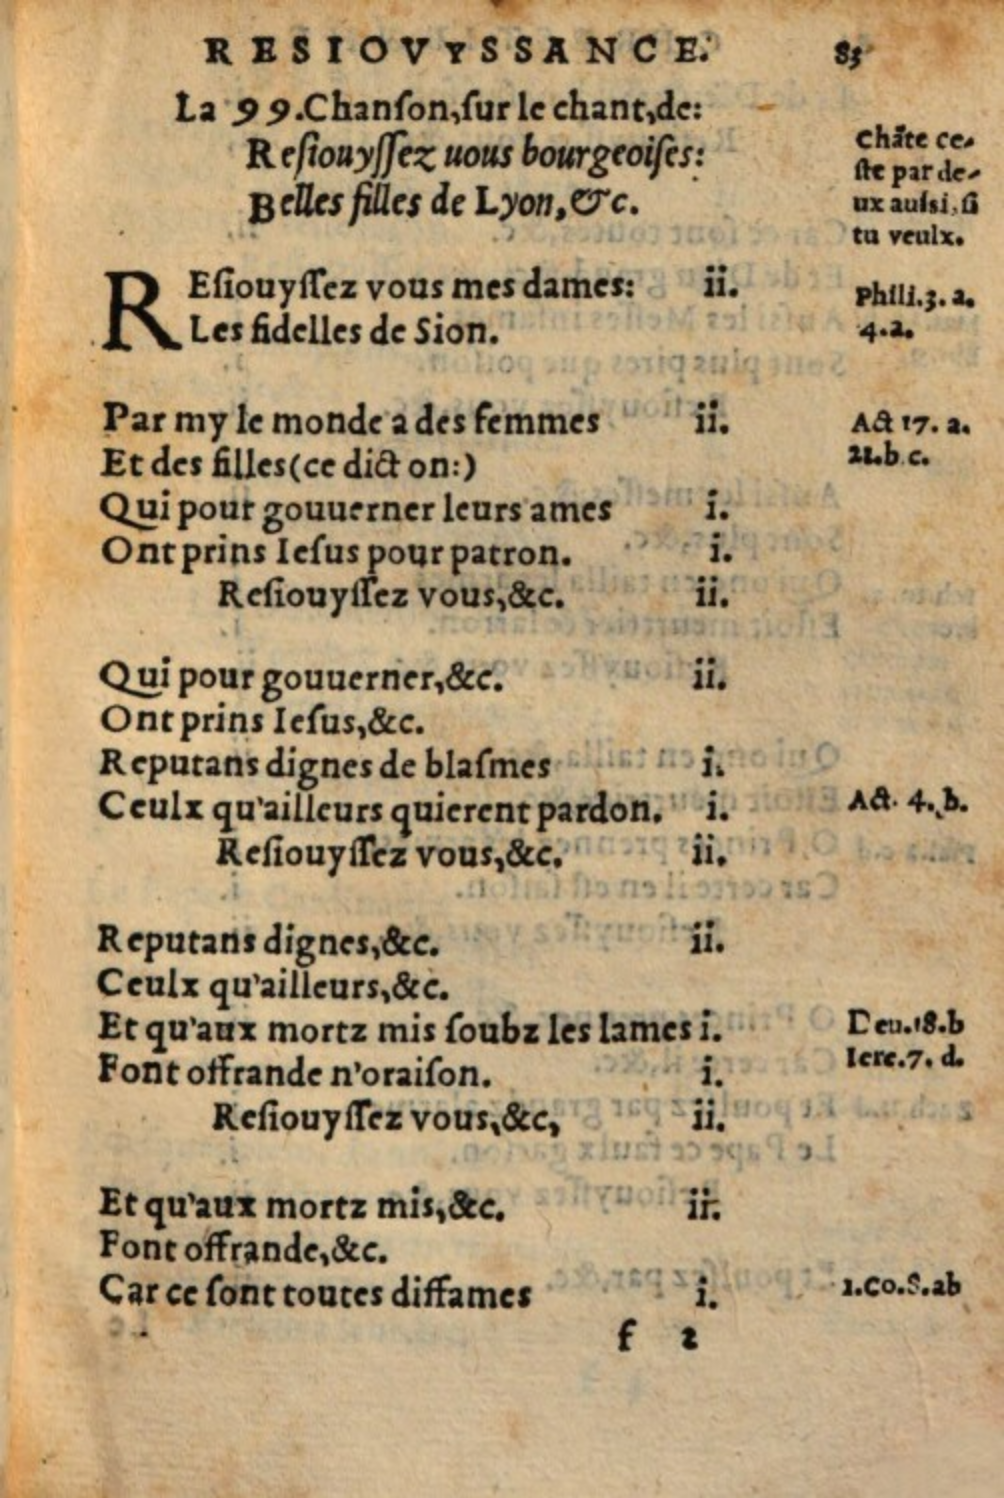 RESIOVYSSANCE. 85
La 99.Chanſon,ſur le chant,de:
Reſiouyſſez uous bourgeoiſes:
Belles filles de Lyon,&c.
Chāte ce-
ſte par de-
ux auſsi,ſi
tu veulx.
REſiouyſſez vous mes dames: ii.
Les fidelles de Sion.
Phili.3. a.
4.a.
Par my le monde a des femmes ii.
Et des filles(ce dict on:)
Act 17. a.
21.b.c.
Qui pour gouuerner leurs ames i.
Ont prins Ieſus pour patron. i.
Reſiouyſſez vous,&c. ii.
Qui pour gouuerner,&c. ii.
Ont prins Ieſus,&c.
Reputans dignes de blaſmes i.
Ceulx qu'ailleurs quierent pardon. i. Act. 4. b.
Reſiouyſſez vous,&c. ii.
Reputans dignes,&c. ii.
Ceulx qu'ailleurs,&c.
Et qu'aux mortz mis ſoubz les lames i. Deu.18.b
Font offrande n'oraiſon. i. Iere.7. d.
Reſiouyſſez vous,&c, ii.
Et qu'aux mortz mis,&c. ii.
Font offrande,&c.
Car ce ſont toutes diffames i. 1.Co.8.ab
f 2